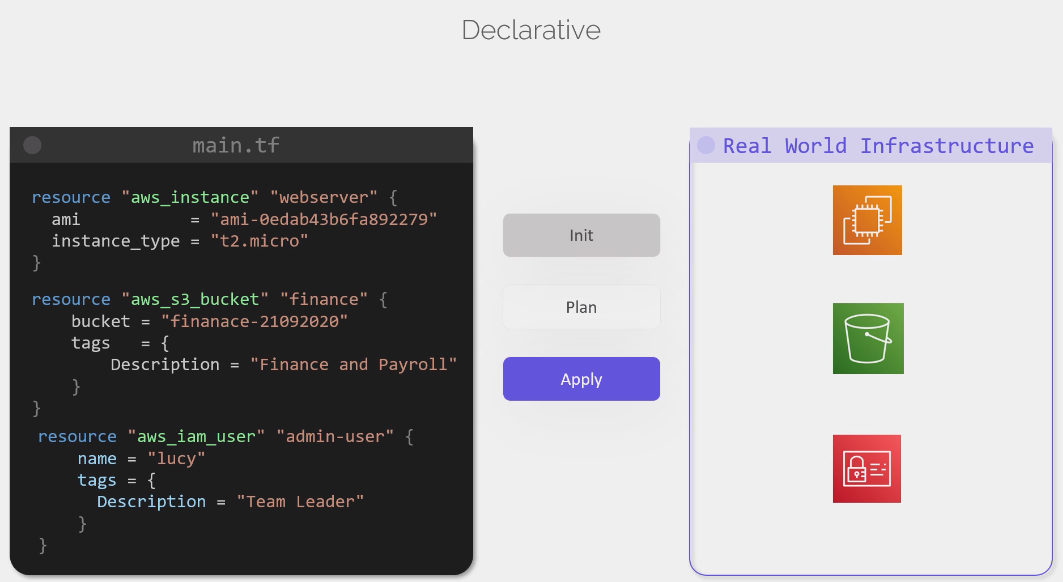 Declarative
main.tf
resource "aws_instance" "webserver" {
  ami           = "ami-0edab43b6fa892279"
  instance_type = "t2.micro"
}
resource "aws_s3_bucket" "finance" {
    bucket = "finanace-21092020"
    tags   = {
        Description = "Finance and Payroll"
    }
}
resource "aws_iam_user" "admin-user" {
    name = "lucy"
    tags = {
      Description = "Team Leader"
    }
}
Init
Plan
Apply
Real World Infrastructure